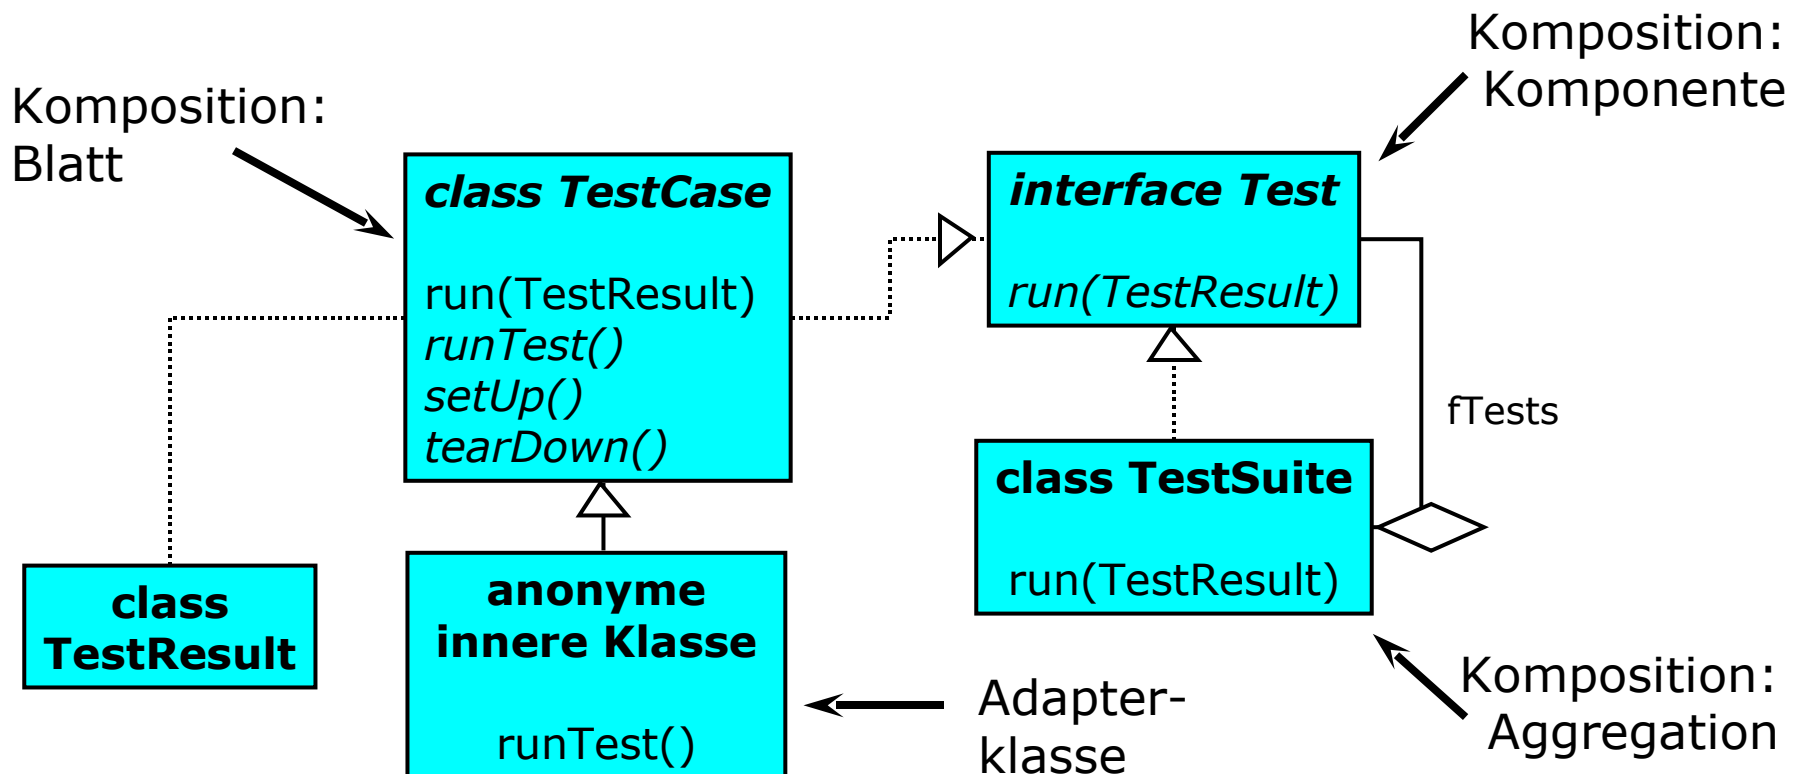 Komposition:
Komponente
Komposition:
Blatt
class TestCase
run(TestResult)
runTest()
setUp()
tearDown()
interface Test
run(TestResult)
fTests
class TestSuite
run(TestResult)
class
TestResult
anonyme
innere Klasse
runTest()
Adapter-
klasse
Komposition:
Aggregation